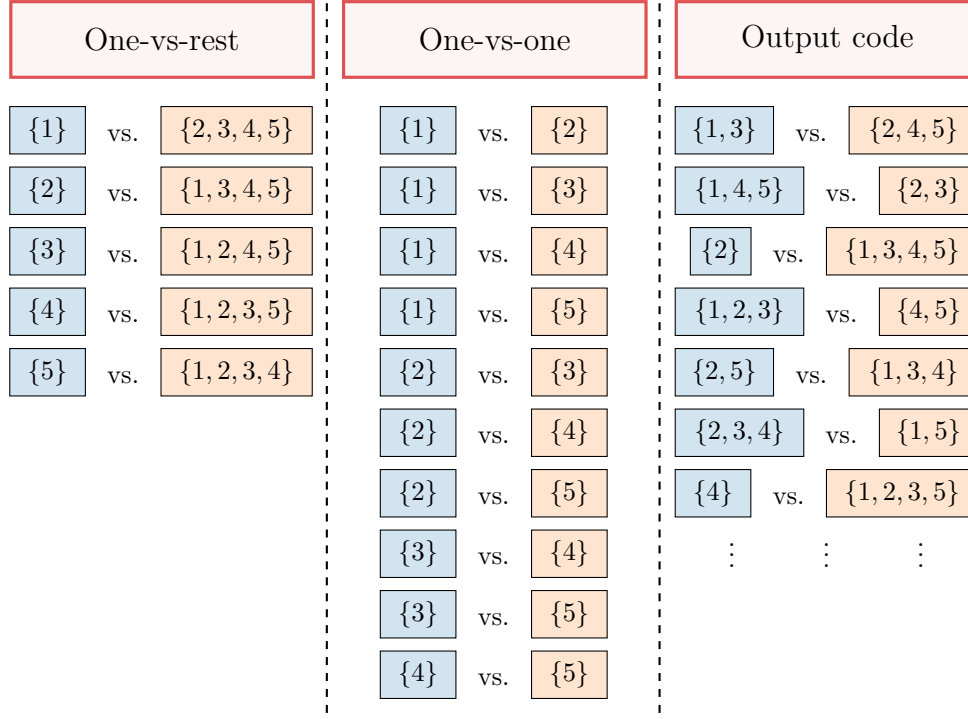 One-vs-rest
{1} vs. {2, 3, 4, 5}
{2} vs. {1, 3, 4, 5}
{3} vs. {1, 2, 4, 5}
{4} vs. {1, 2, 3, 5}
{5} vs. {1, 2, 3, 4}
One-vs-one
{1} vs. {2}
{1} vs. {3}
{1} vs. {4}
{1} vs. {5}
{2} vs. {3}
{2} vs. {4}
{2} vs. {5}
{3} vs. {4}
{3} vs. {5}
{4} vs. {5}
Output code
{1, 3} vs. {2, 4, 5}
{1, 4, 5} vs. {2, 3}
{2} vs. {1, 3, 4, 5}
{1, 2, 3} vs. {4, 5}
{2, 5} vs. {1, 3, 4}
{2, 3, 4} vs. {1, 5}
{4} vs. {1, 2, 3, 5}
⋮ ⋮ ⋮